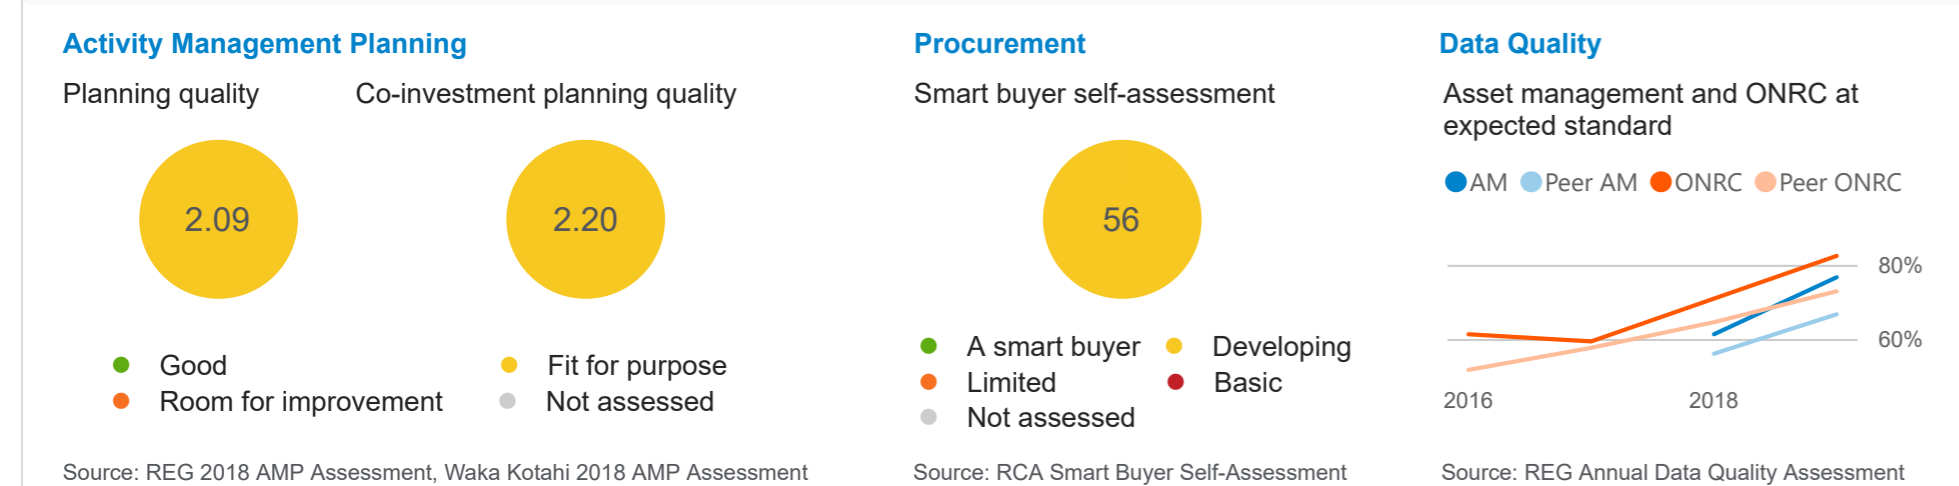 Activity Management Planning
Planning quality
Co-investment planning quality
2.09
2.20
Good
Fit for purpose
Room for improvement
Not assessed
Source: REG 2018 AMP Assessment, Waka Kotahi 2018 AMP Assessment
Procurement
Smart buyer self-assessment
56
A smart buyer
Developing
Limited
Basic
Not assessed
Source: RCA Smart Buyer Self-Assessment
Data Quality
Asset management and ONRC at
expected standard
AM Peer AM ONRC Peer ONRC
80%
60%
2016
2018
Source: REG Annual Data Quality Assessment